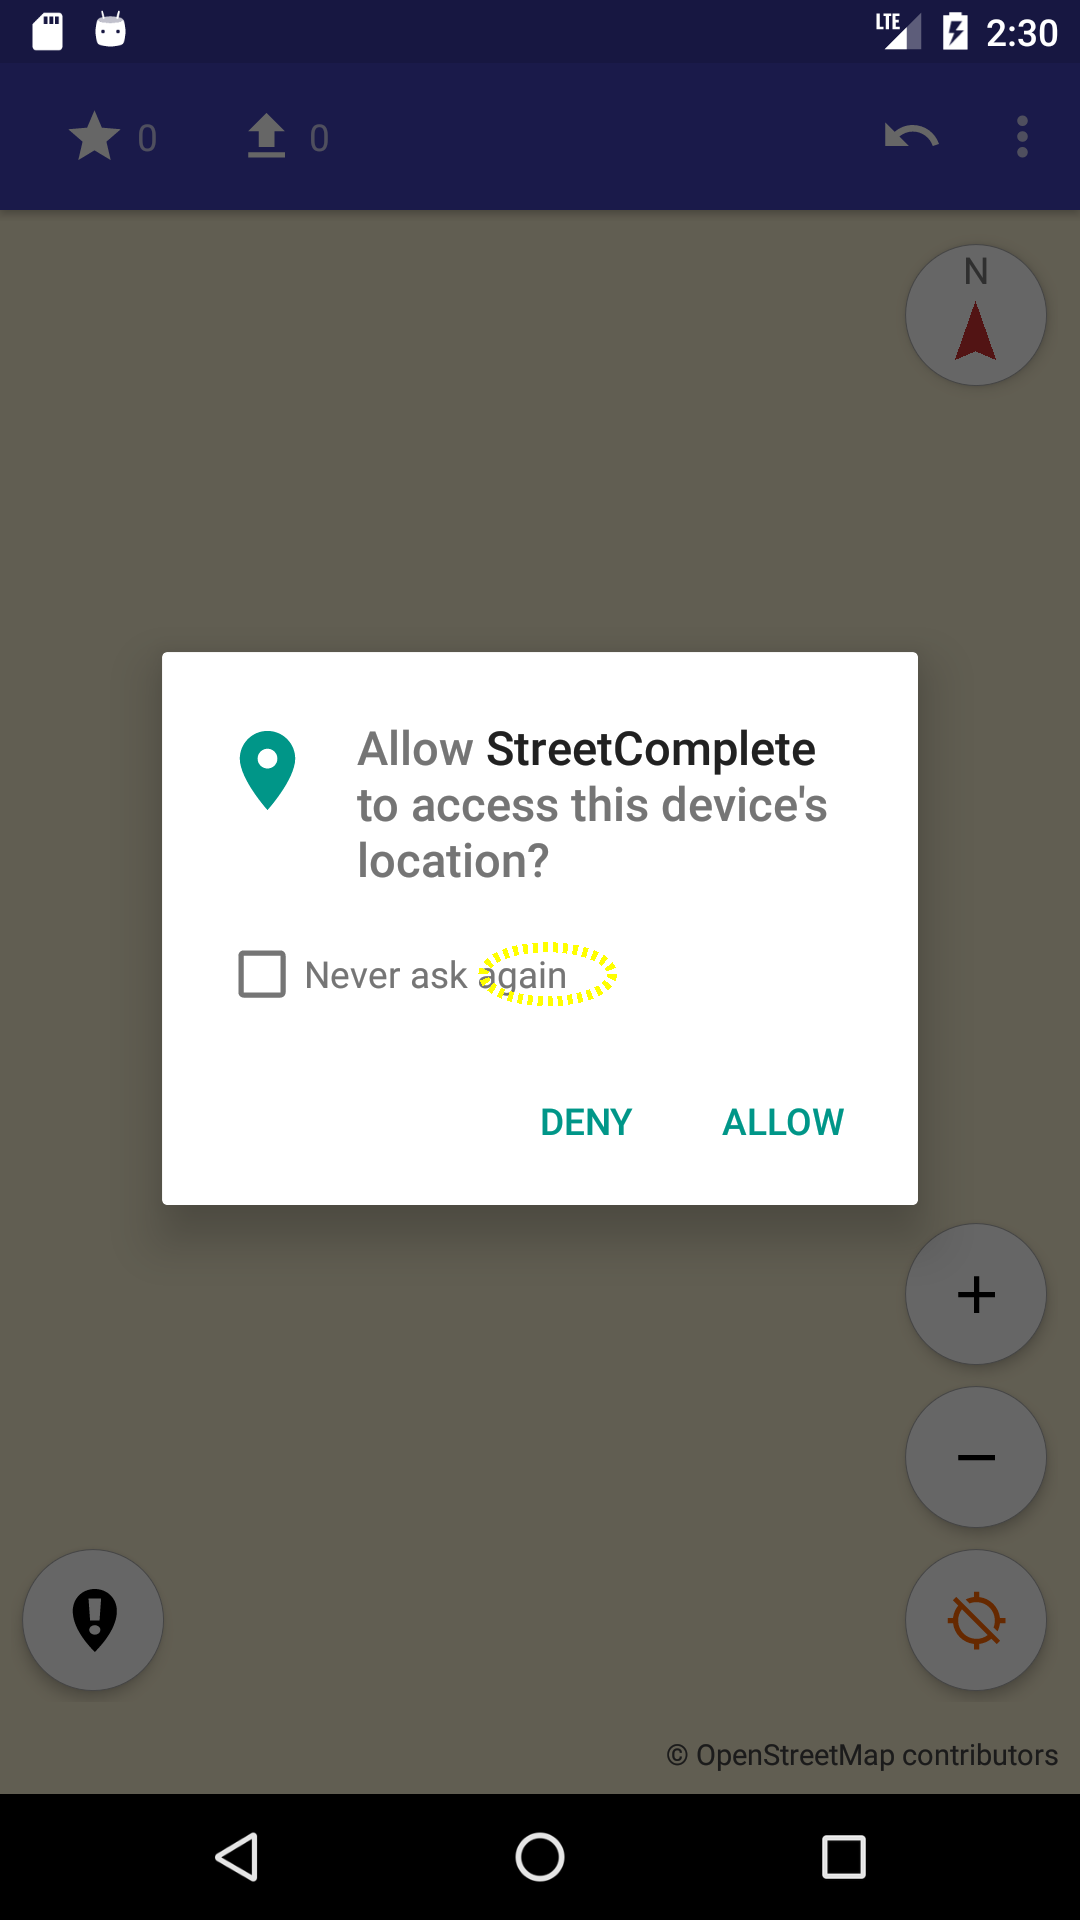 LTE 2:30
0 0
N
Allow StreetComplete
to access this device's
location?
Never ask again
DENY ALLOW
© OpenStreetMap contributors